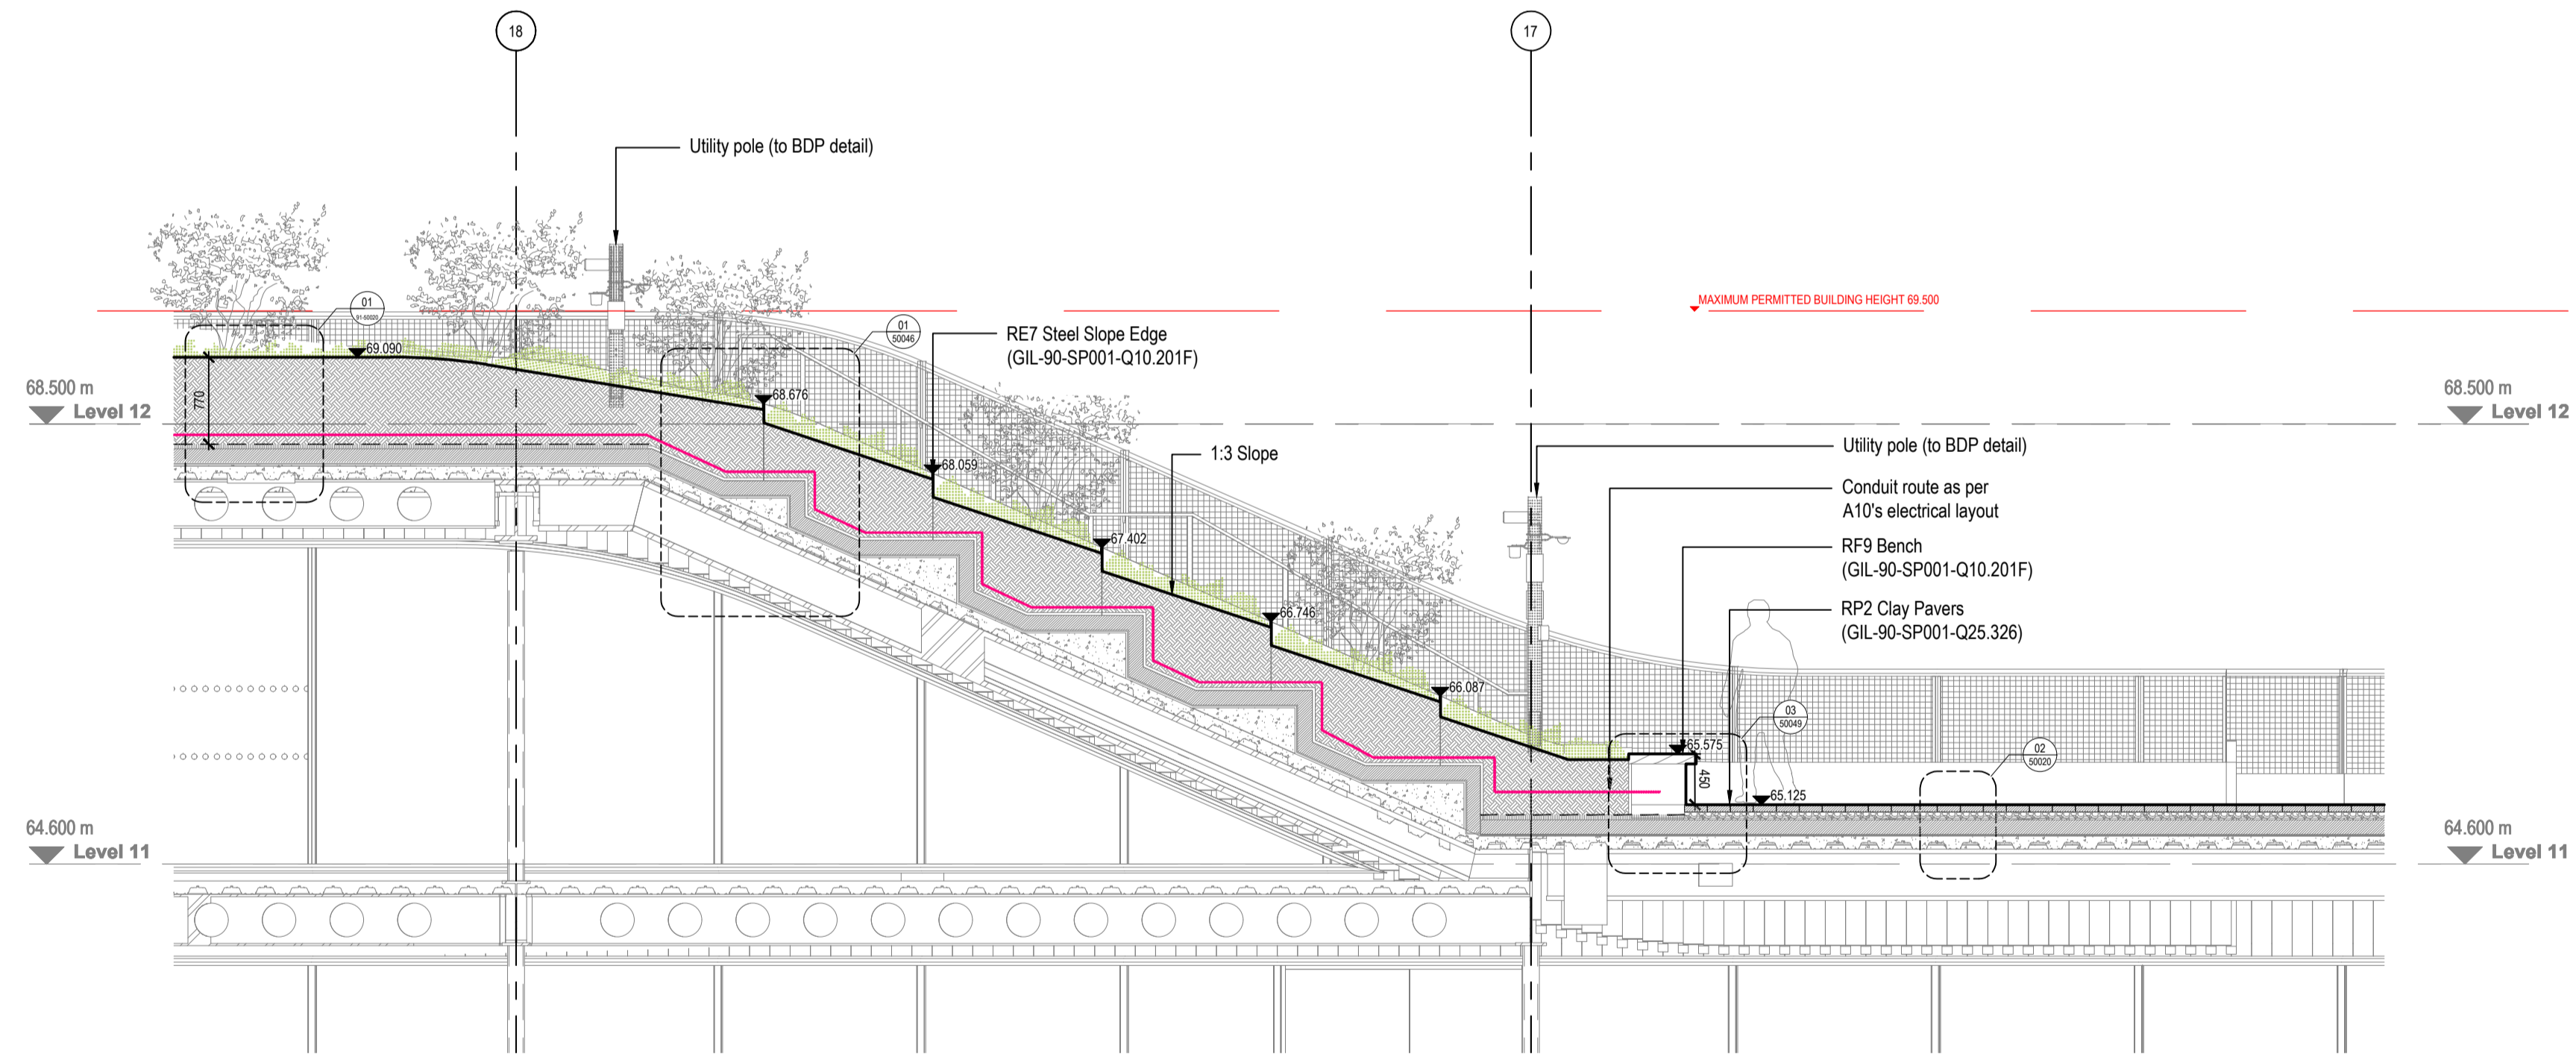 18
17
Utility pole (to BDP detail)
MAXIMUM PERMITTED BUILDING HEIGHT 69.500
01
91-50020
01
50046
RE7 Steel Slope Edge
(GIL-90-SP001-Q10.201F)
69.090
68.500 m
Level 12
770
68.676
68.500 m
Level 12
68.059
1:3 Slope
Utility pole (to BDP detail)
Conduit route as per
A10's electrical layout
67.402
RF9 Bench
(GIL-90-SP001-Q10.201F)
66.746
RP2 Clay Pavers
(GIL-90-SP001-Q25.326)
66.087
03
50049
65.575
02
50020
450
65.125
64.600 m
Level 11
64.600 m
Level 11